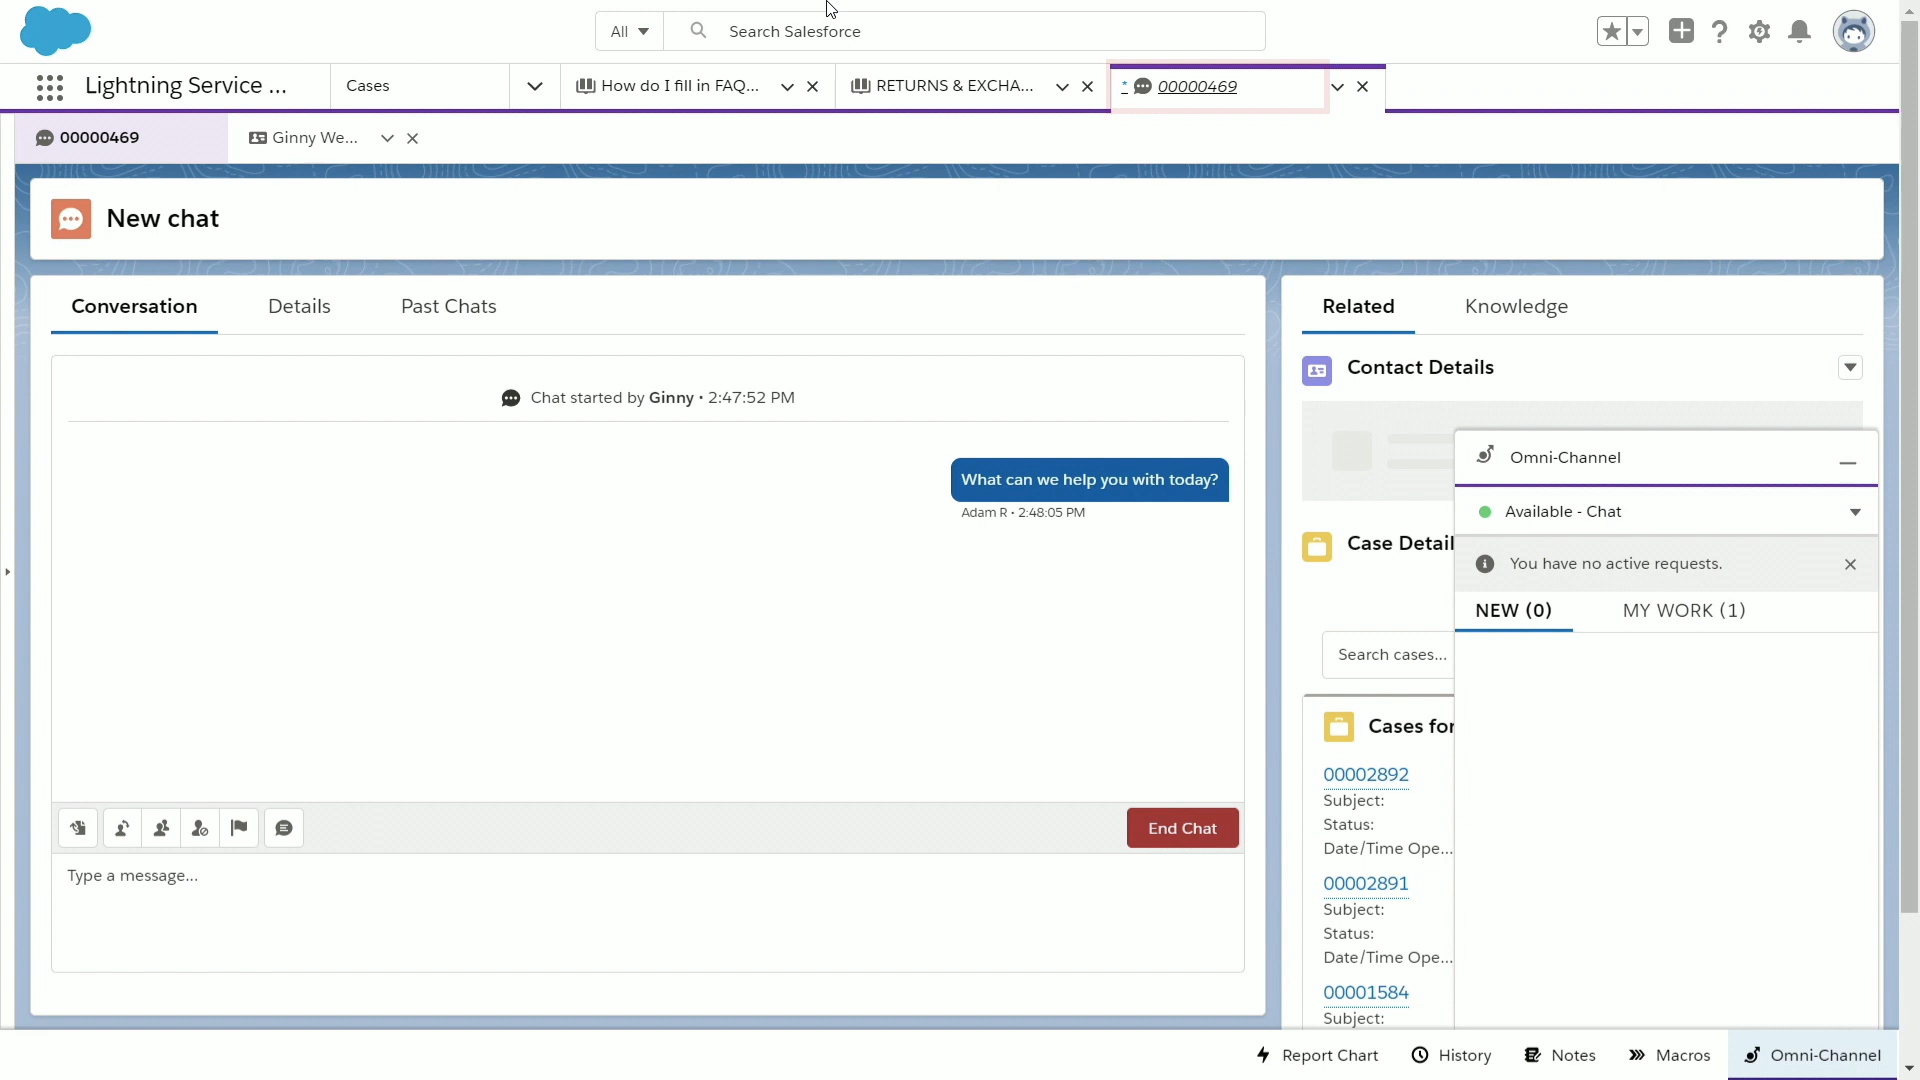 All
Search Salesforce
Lightning Service ...
Cases
How do I fill in FAQ...
RETURNS & EXCHA...
* 00000469
00000469
Ginny We...
New chat
Conversation
Details
Past Chats
Chat started by Ginny • 2:47:52 PM
What can we help you with today?
Adam R • 2:48:05 PM
End Chat
Type a message...
Related
Knowledge
Contact Details
Case Detail
Search cases...
Cases for
00002892
Subject:
Status:
Date/Time Ope...
00002891
Subject:
Status:
Date/Time Ope...
00001584
Subject:
Omni-Channel
Available - Chat
You have no active requests.
NEW (0)
MY WORK (1)
Report Chart
History
Notes
Macros
Omni-Channel